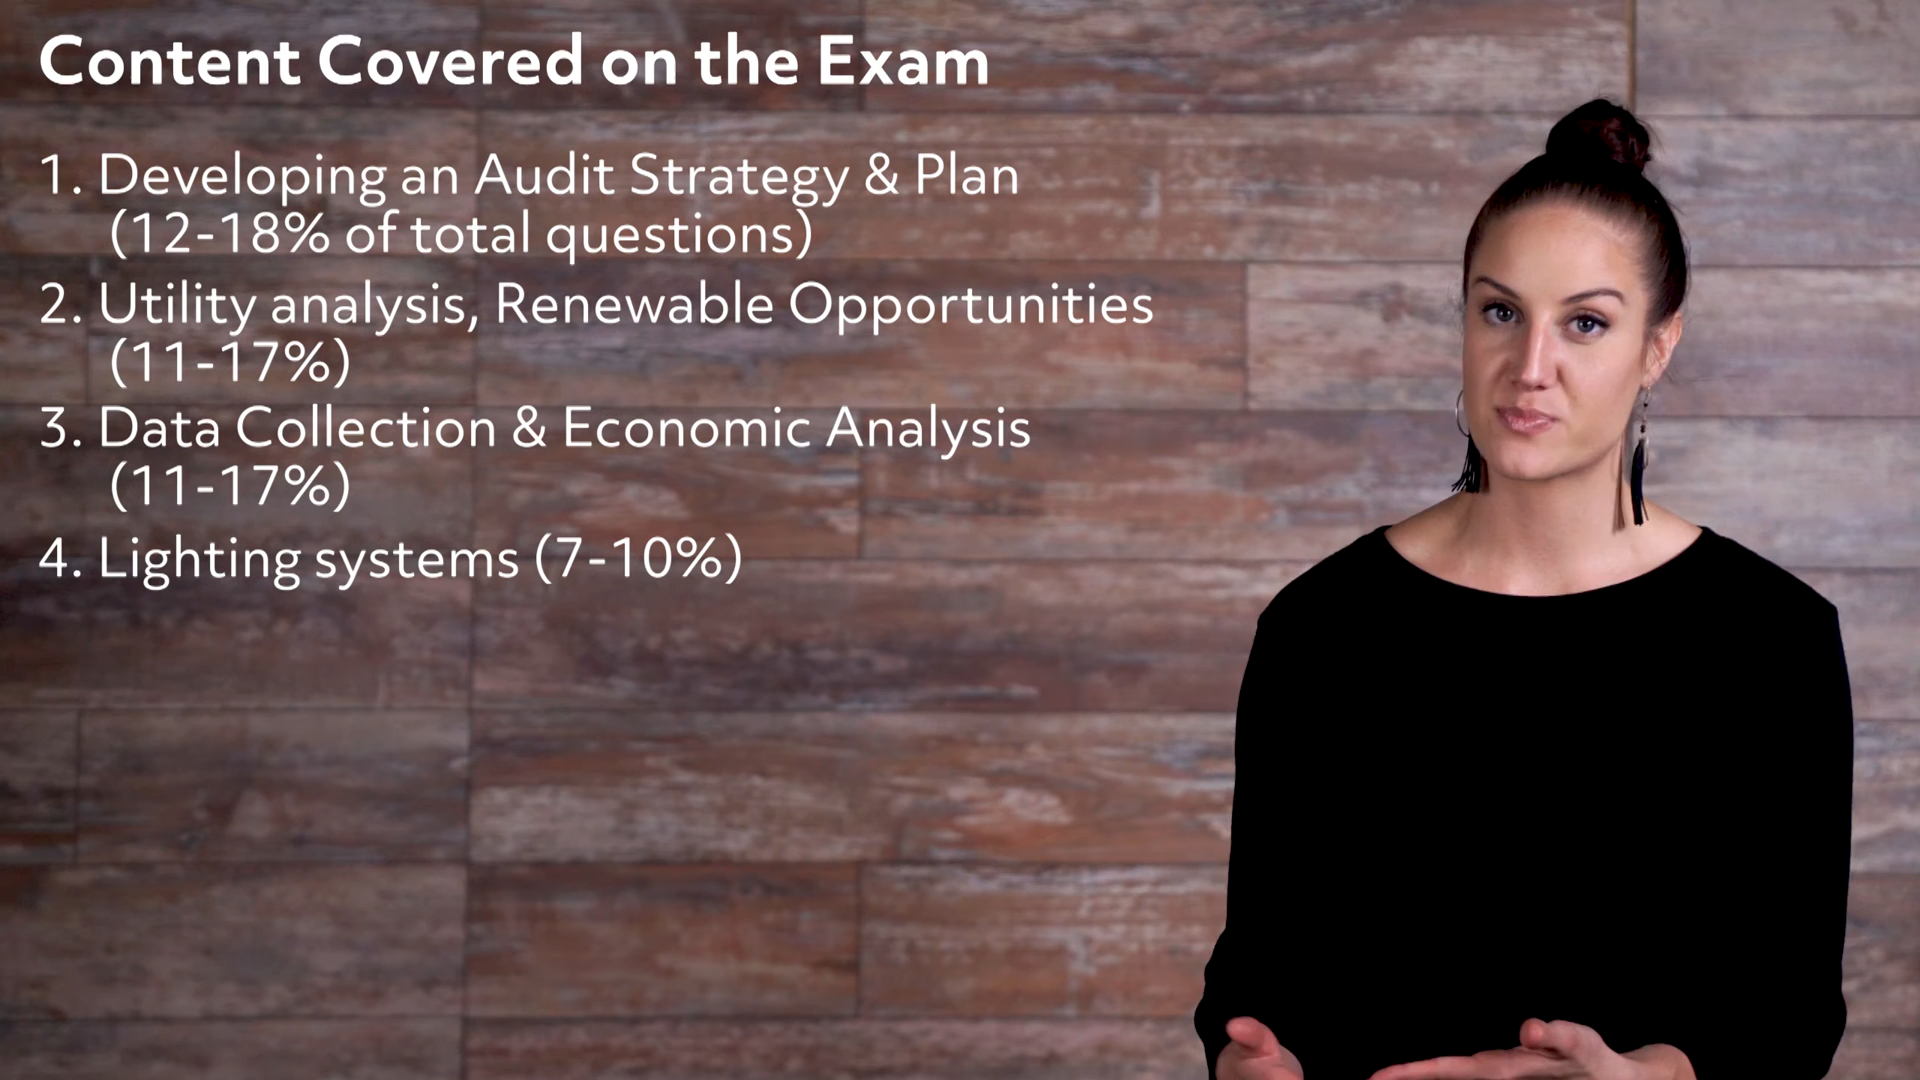 Content Covered on the Exam
1. Developing an Audit Strategy & Plan
(12-18% of total questions)
2. Utility analysis, Renewable Opportunities
(11-17%)
3. Data Collection & Economic Analysis
(11-17%)
4. Lighting systems (7-10%)